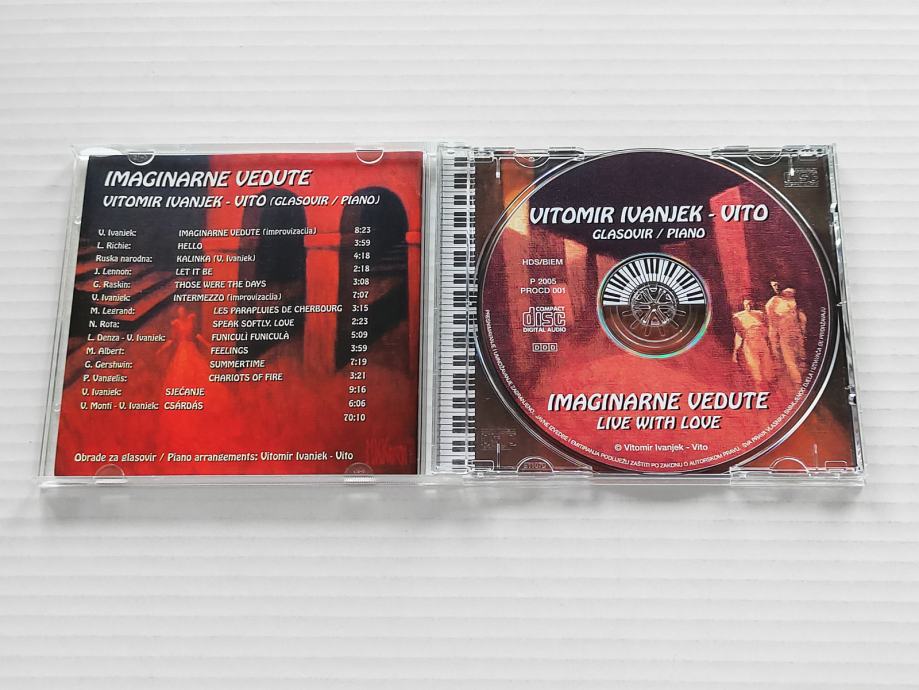 IMAGINARNE VEDUTE
VITOMIR IVANJEK - VITO (GLASOVIR / PIANO)
V. Ivanjek: IMAGINARNE VEDUTE (improvizacija) 8:23
L. Richie: HELLO 3:59
Ruska narodna: KALINKA (V. Ivanjek) 4:18
J. Lennon: LET IT BE 2:18
G. Raskin: THOSE WERE THE DAYS 3:08
V. Ivanjek: INTERMEZZO (improvizacija) 7:07
M. Legrand: LES PARAPLUIES DE CHERBOURG 3:15
N. Rota: SPEAK SOFTLY, LOVE 2:23
L. Denza - V. Ivanjek: FUNICULÌ FUNICULÀ 5:09
M. Albert: FEELINGS 3:59
G. Gershwin: SUMMERTIME 7:19
P. Vangelis: CHARIOTS OF FIRE 3:21
V. Ivanjek: SJEĆANJE 9:16
V. Monti - V. Ivanjek: CSÁRDÁS 6:06
70:10
Obrade za glasovir / Piano arrangements: Vitomir Ivanjek - Vito
VITOMIR IVANJEK - VITO
GLASOVIR / PIANO
HDS/BIEM
P 2005
PROCD 001
COMPACT
disc
DIGITAL AUDIO
DDD
IMAGINARNE VEDUTE
LIVE WITH LOVE
© Vitomir Ivanjek - Vito